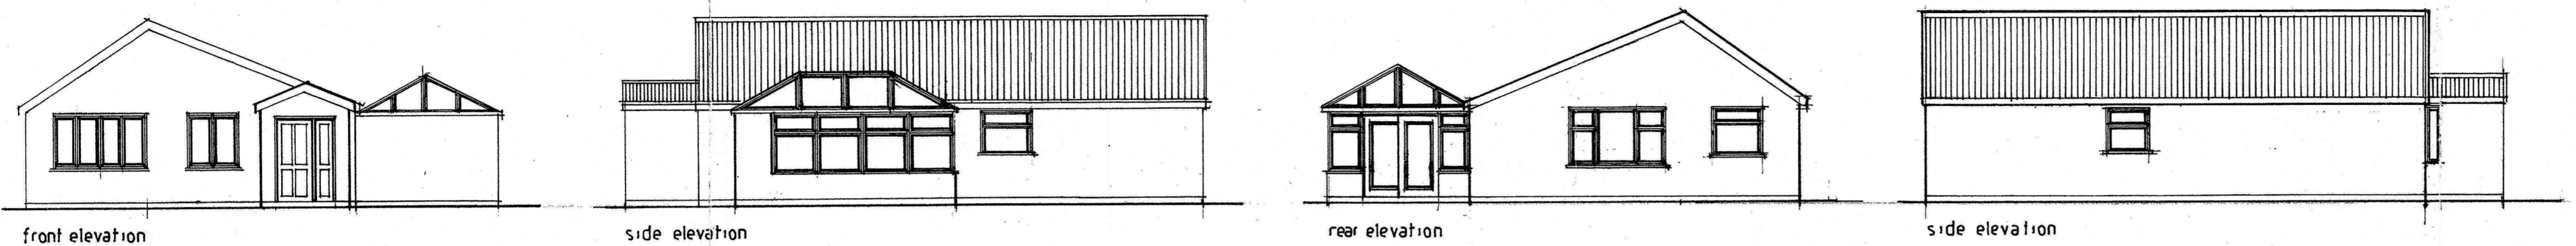 front elevation
side elevation
rear elevation
side elevation